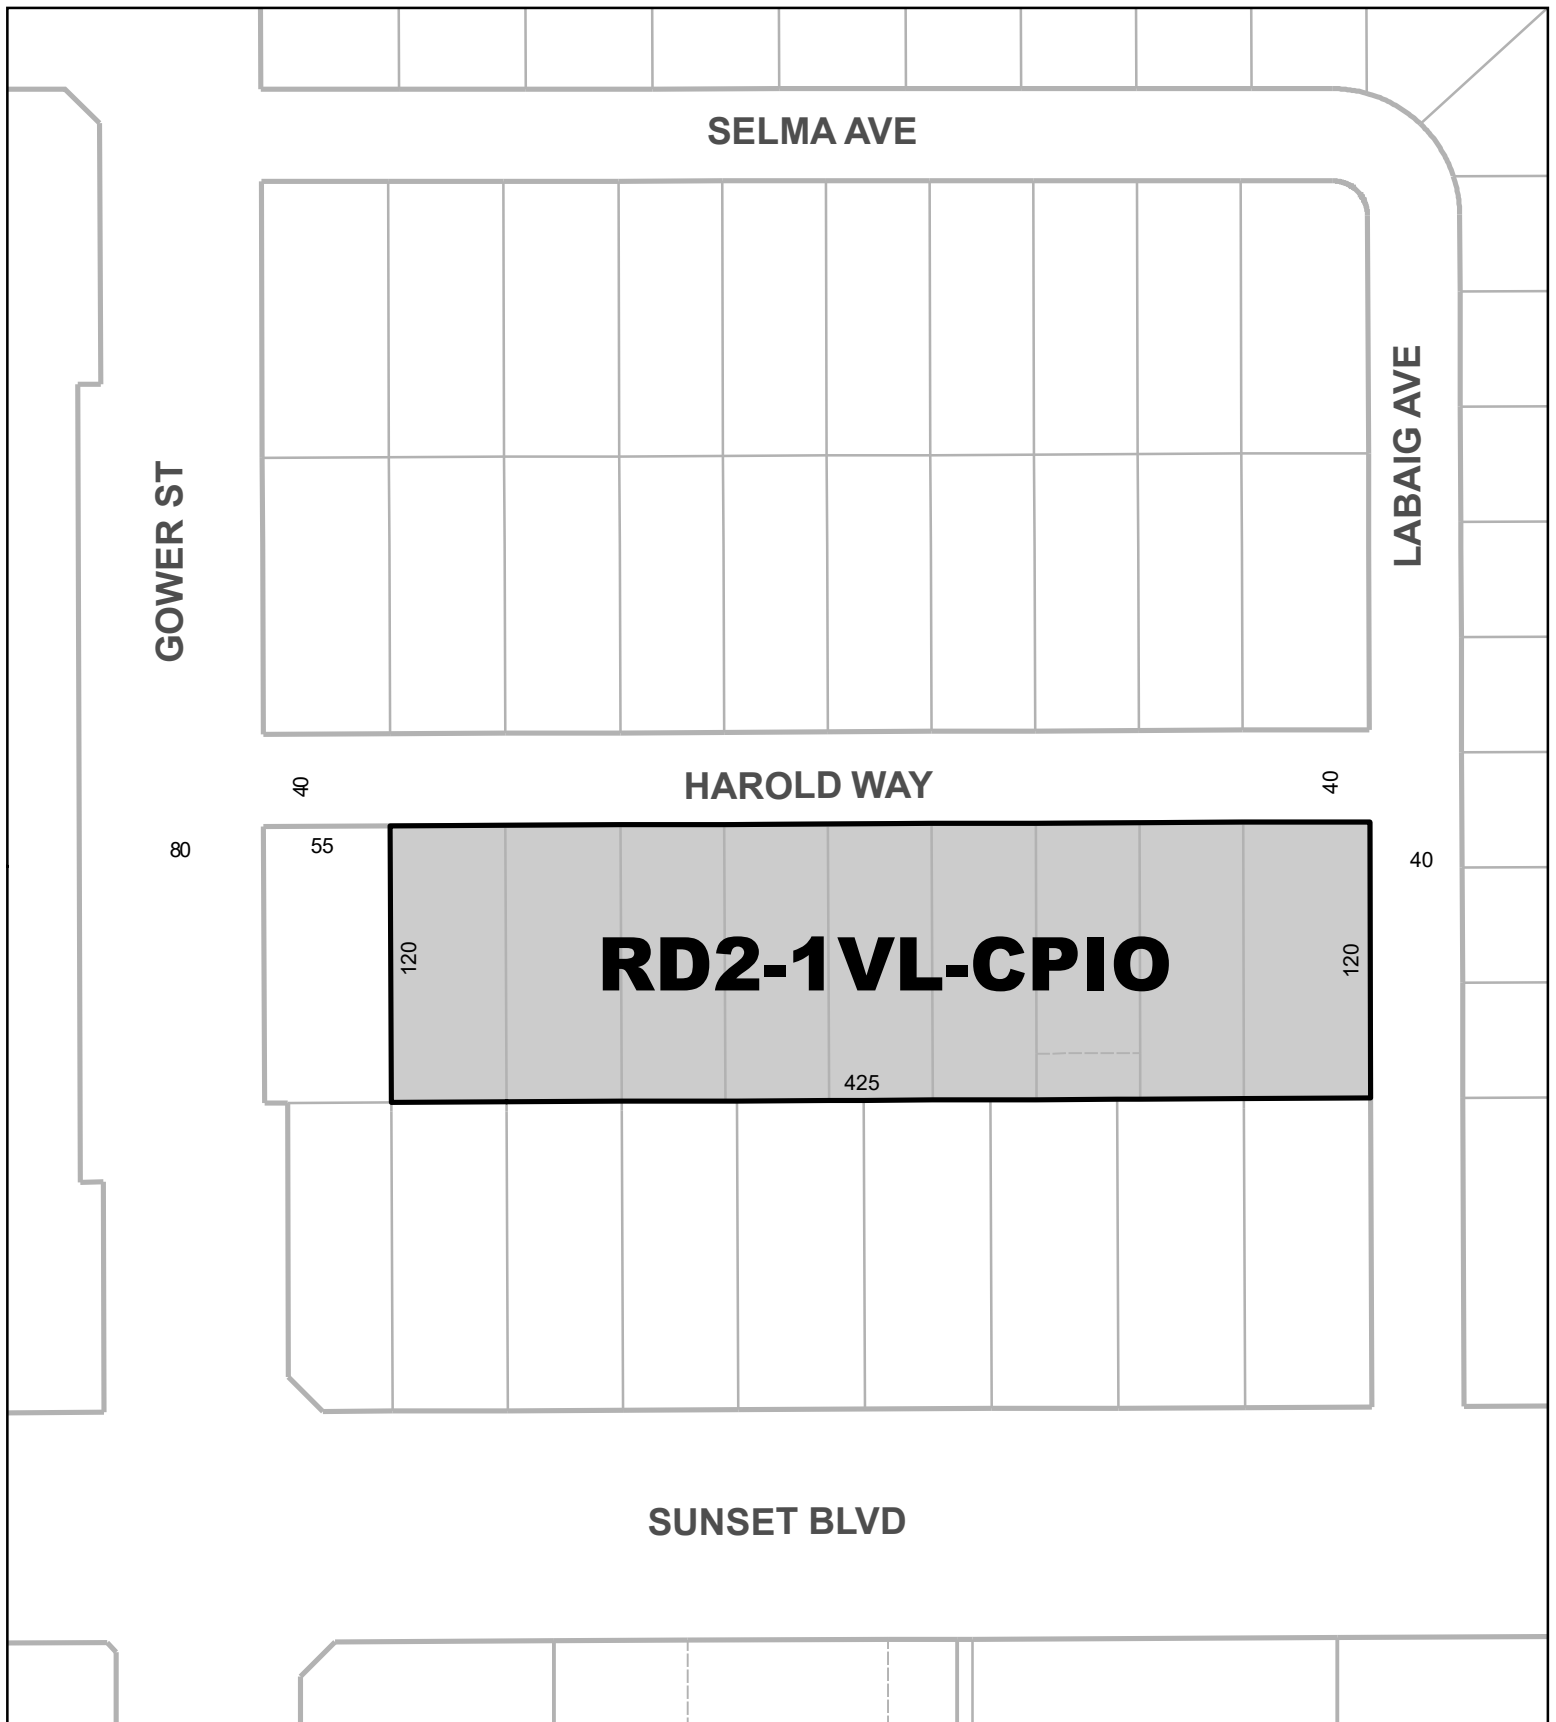 SELMA AVE
LABAIG AVE
GOWER ST
40
HAROLD WAY
40
80
55
40
120
RD2-1VL-CPIO
120
425
SUNSET BLVD